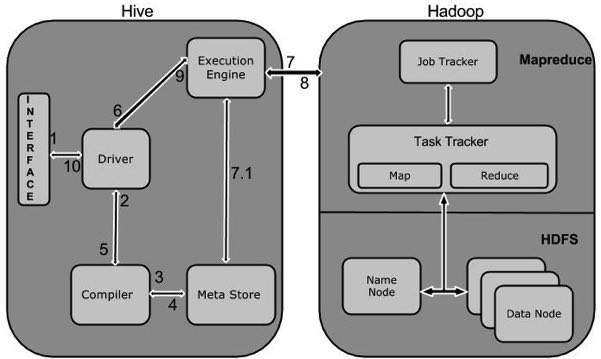 Hive
Hadoop
Execution
Engine
7
8
9
6
Job Tracker
Mapreduce
INTERFACE
1
10
Driver
2
7.1
Task Tracker
Map
Reduce
5
Compiler
3
4
Meta Store
HDFS
Name
Node
Data Node